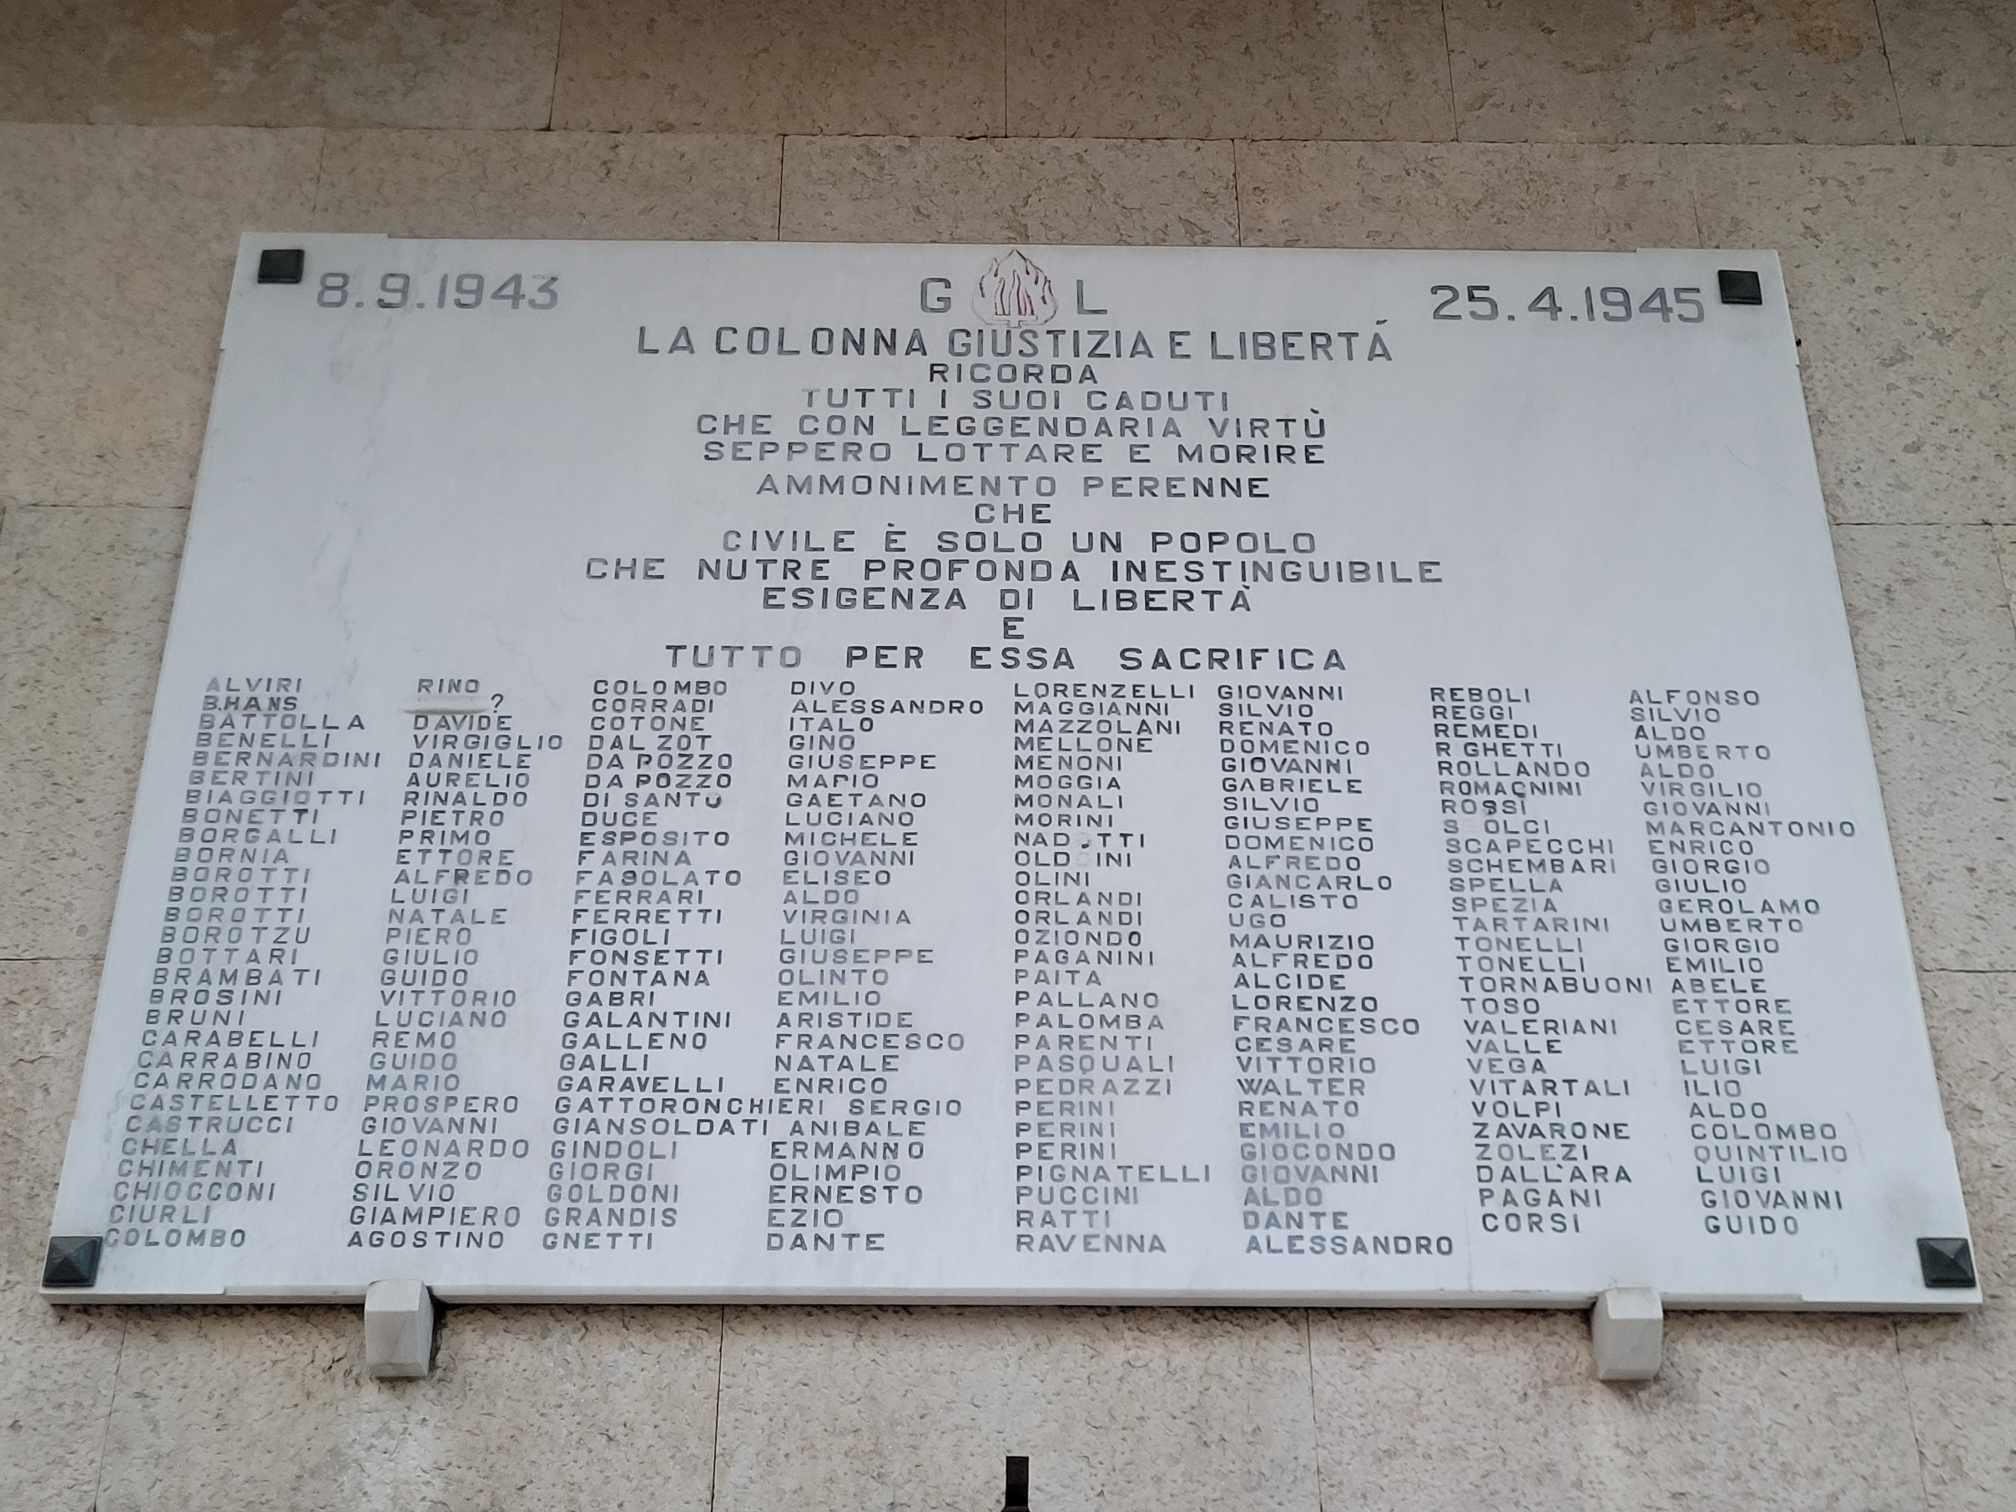 8.9.1943 G L 25.4.1945
LA COLONNA GIUSTIZIA E LIBERTÁ
RICORDA
TUTTI I SUOI CADUTI
CHE CON LEGGENDARIA VIRTÙ
SEPPERO LOTTARE E MORIRE
AMMONIMENTO PERENNE
CHE
CIVILE È SOLO UN POPOLO
CHE NUTRE PROFONDA INESTINGUIBILE
ESIGENZA DI LIBERTÀ
E
TUTTO PER ESSA SACRIFICA
ALVIRI RINO
B.HANS ?
BATTOLLA DAVIDE
BENELLI VIRGIGLIO
BERNARDINI DANIELE
BERTINI AURELIO
BIAGGIOTTI RINALDO
BONETTI PIETRO
BORGALLI PRIMO
BORNIA ETTORE
BOROTTI ALFREDO
BOROTTI LUIGI
BOROTTI NATALE
BOROTZU PIERO
BOTTARI GIULIO
BRAMBATI GUIDO
BROSINI VITTORIO
BRUNI LUCIANO
CARABELLI REMO
CARRABINO GUIDO
CARRODANO MARIO
CASTELLETTO PROSPERO
CASTRUCCI GIOVANNI
CHELLA LEONARDO
CHIMENTI ORONZO
CHIOCCONI SILVIO
CIURLI GIAMPIERO
COLOMBO AGOSTINO
COLOMBO DIVO
CORRADI ALESSANDRO
COTONE ITALO
DAL ZOT GINO
DA POZZO GIUSEPPE
DA POZZO MARIO
DI SANTO GAETANO
DUCE LUCIANO
ESPOSITO MICHELE
FARINA GIOVANNI
FASOLATO ELISEO
FERRARI ALDO
FERRETTI VIRGINIA
FIGOLI LUIGI
FONSETTI GIUSEPPE
FONTANA OLINTO
GABRI EMILIO
GALANTINI ARISTIDE
GALLENO FRANCESCO
GALLI NATALE
GARAVELLI ENRICO
GATTORONCHIERI SERGIO
GIANSOLDATI ANIBALE
GINDOLI ERMANNO
GIORGI OLIMPIO
GOLDONI ERNESTO
GRANDIS EZIO
GNETTI DANTE
LORENZELLI GIOVANNI
MAGGIANNI SILVIO
MAZZOLANI RENATO
MELLONE DOMENICO
MENONI GIOVANNI
MOGGIA GABRIELE
MONALI SILVIO
MORINI GIUSEPPE
NADOTTI DOMENICO
OLDOINI ALFREDO
OLINI GIANCARLO
ORLANDI CALISTO
ORLANDI UGO
OZIONDO MAURIZIO
PAGANINI ALFREDO
PAITA ALCIDE
PALLANO LORENZO
PALOMBA FRANCESCO
PARENTI CESARE
PASQUALI VITTORIO
PEDRAZZI WALTER
PERINI RENATO
PERINI EMILIO
PERINI GIOCONDO
PIGNATELLI GIOVANNI
PUCCINI ALDO
RATTI DANTE
RAVENNA ALESSANDRO
REBOLI ALFONSO
REGGI SILVIO
REMEDI ALDO
RIGHETTI UMBERTO
ROLLANDO ALDO
ROMAGNINI VIRGILIO
ROSSI GIOVANNI
MARCANTONIO
SCAPECCHI ENRICO
SCHEMBARI GIORGIO
SPELLA GIULIO
SPEZIA GEROLAMO
TARTARINI UMBERTO
TONELLI GIORGIO
TONELLI EMILIO
TORNABUONI ABELE
TOSO ETTORE
VALERIANI CESARE
VALLE ETTORE
VEGA LUIGI
VITARTALI ILIO
VOLPI ALDO
ZAVARONE COLOMBO
ZOLEZI QUINTILIO
DALL'ARA LUIGI
PAGANI GIOVANNI
CORSI GUIDO